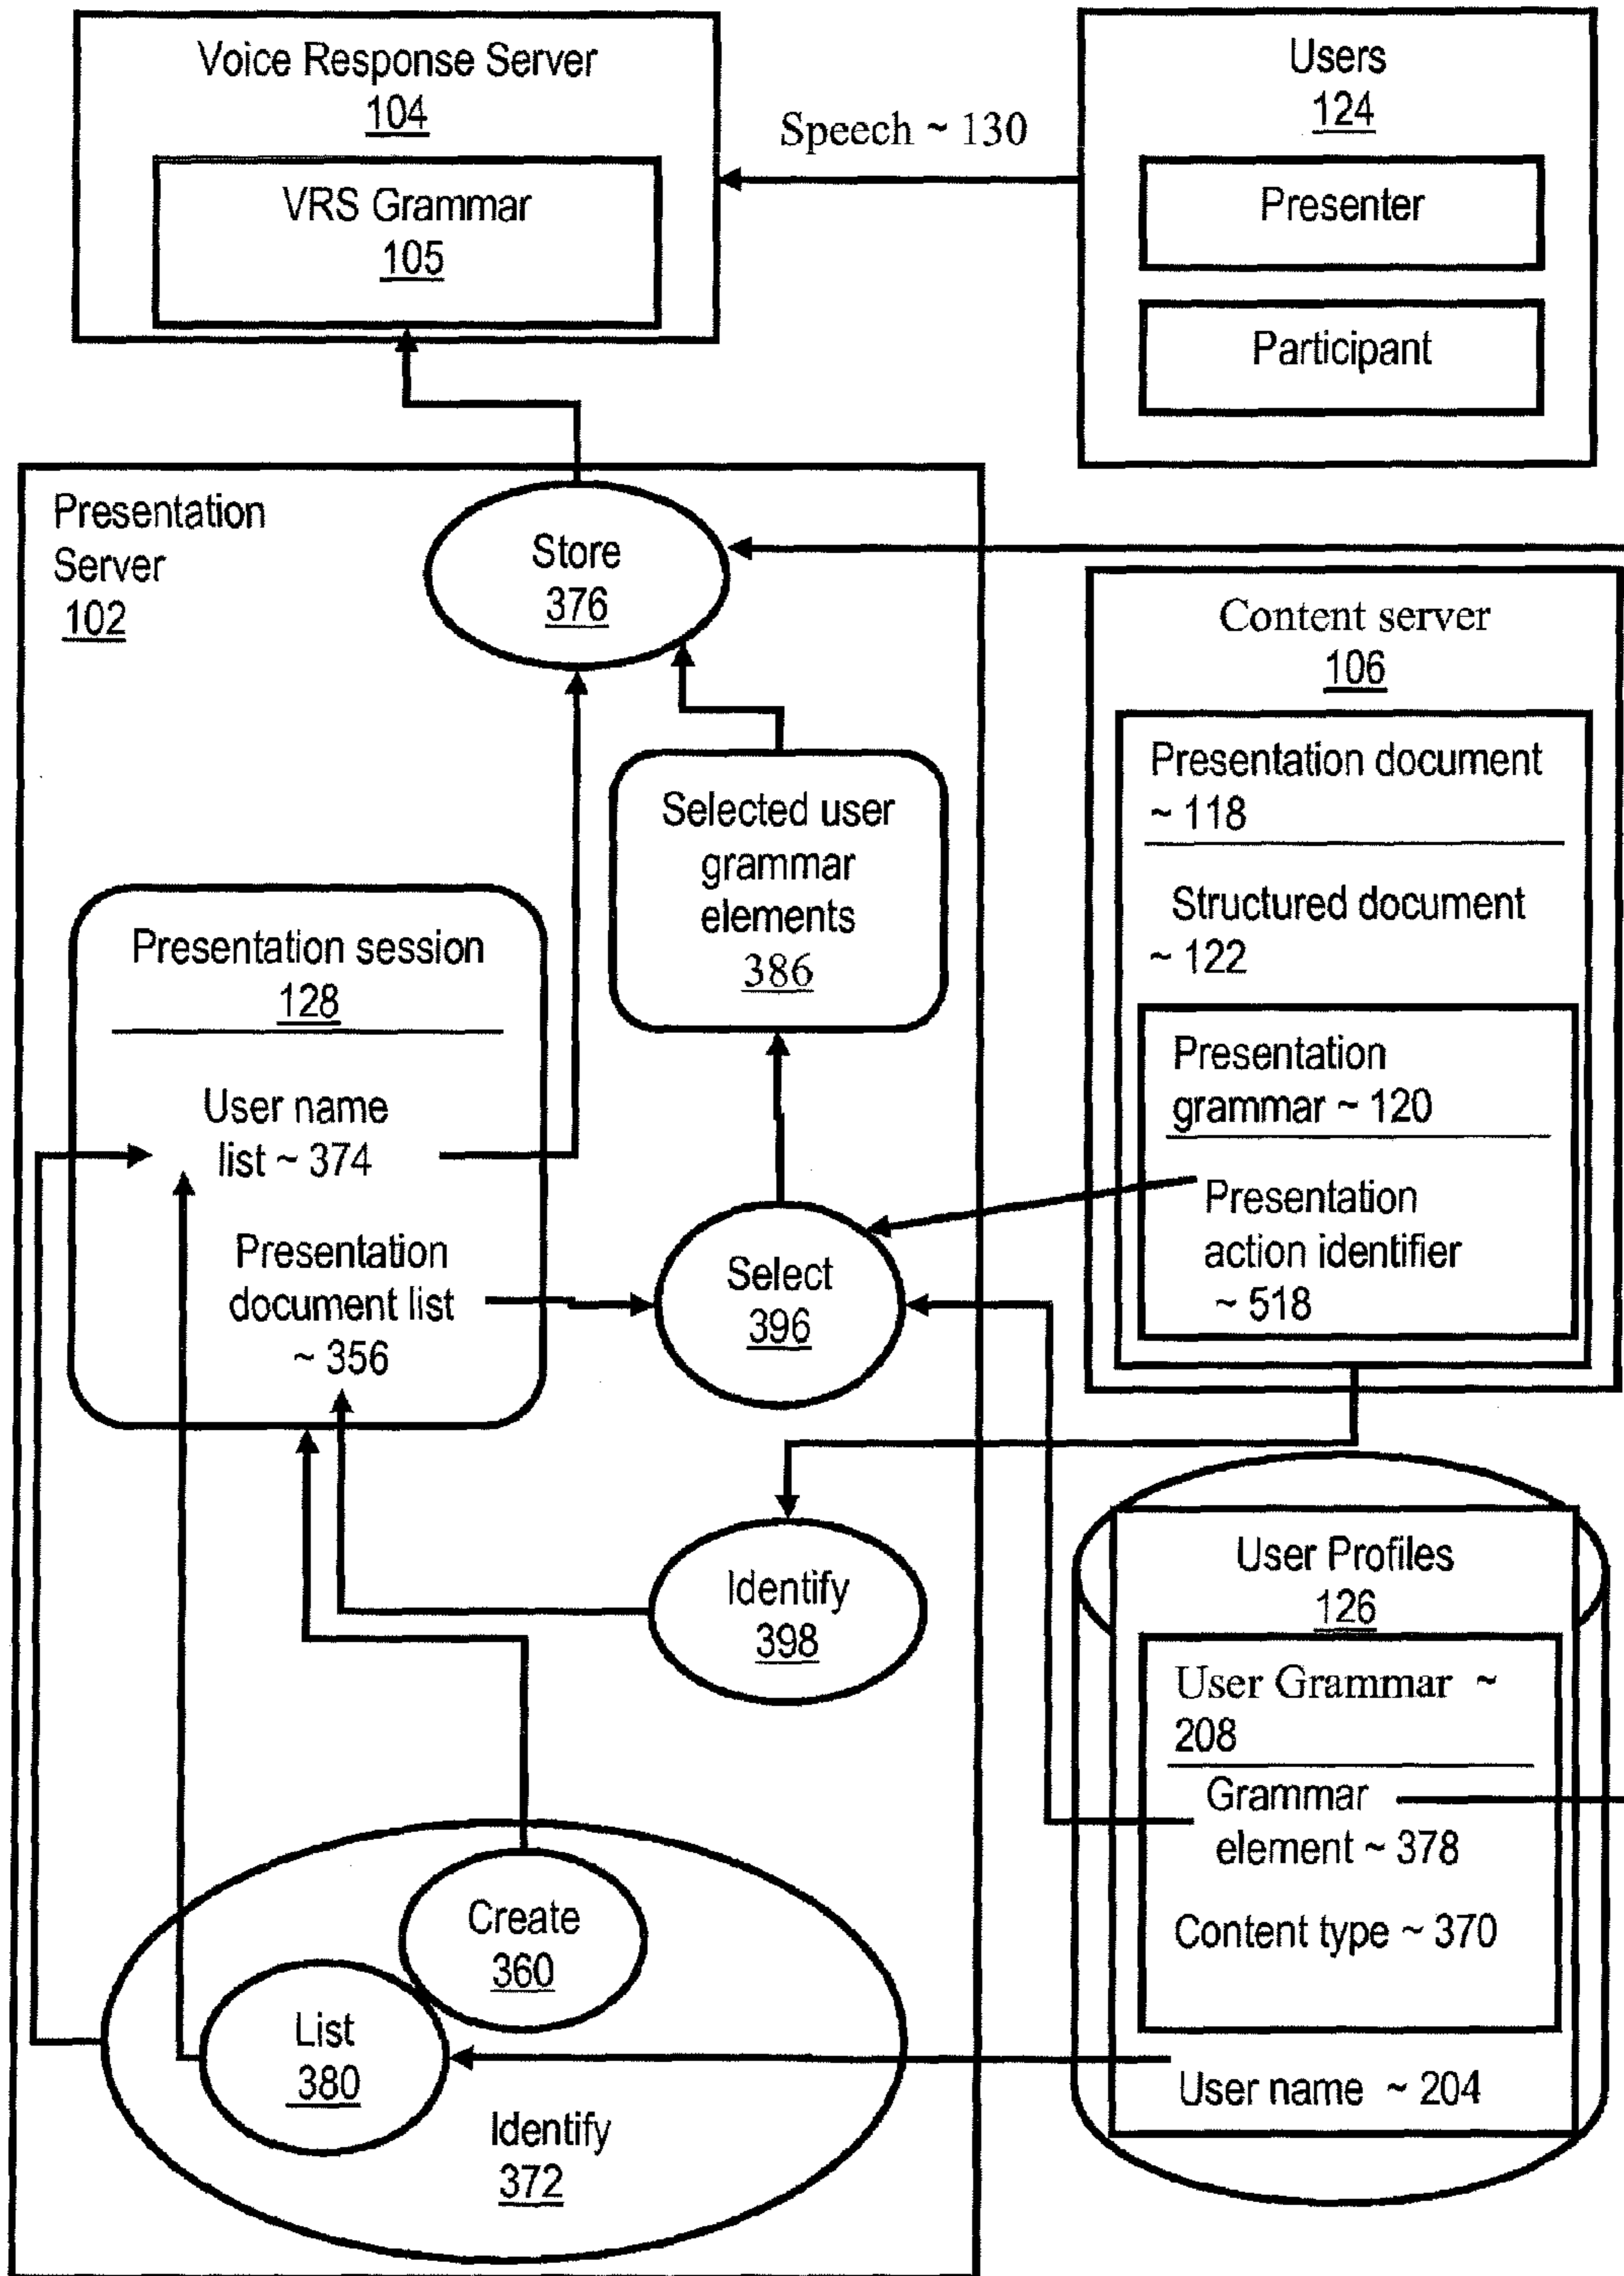 Voice Response Server
104
VRS Grammar
105
Speech ~ 130
Users
124
Presenter
Participant
Presentation
Server
102
Store
376
Selected user
grammar
elements
386
Presentation session
128
User name
list ~ 374
Presentation
document list
~ 356
Select
396
Identify
398
Create
360
List
380
Identify
372
Content server
106
Presentation document
~ 118
Structured document
~ 122
Presentation
grammar ~ 120
Presentation
action identifier
~ 518
User Profiles
126
User Grammar ~
208
Grammar
element ~ 378
Content type ~ 370
User name ~ 204